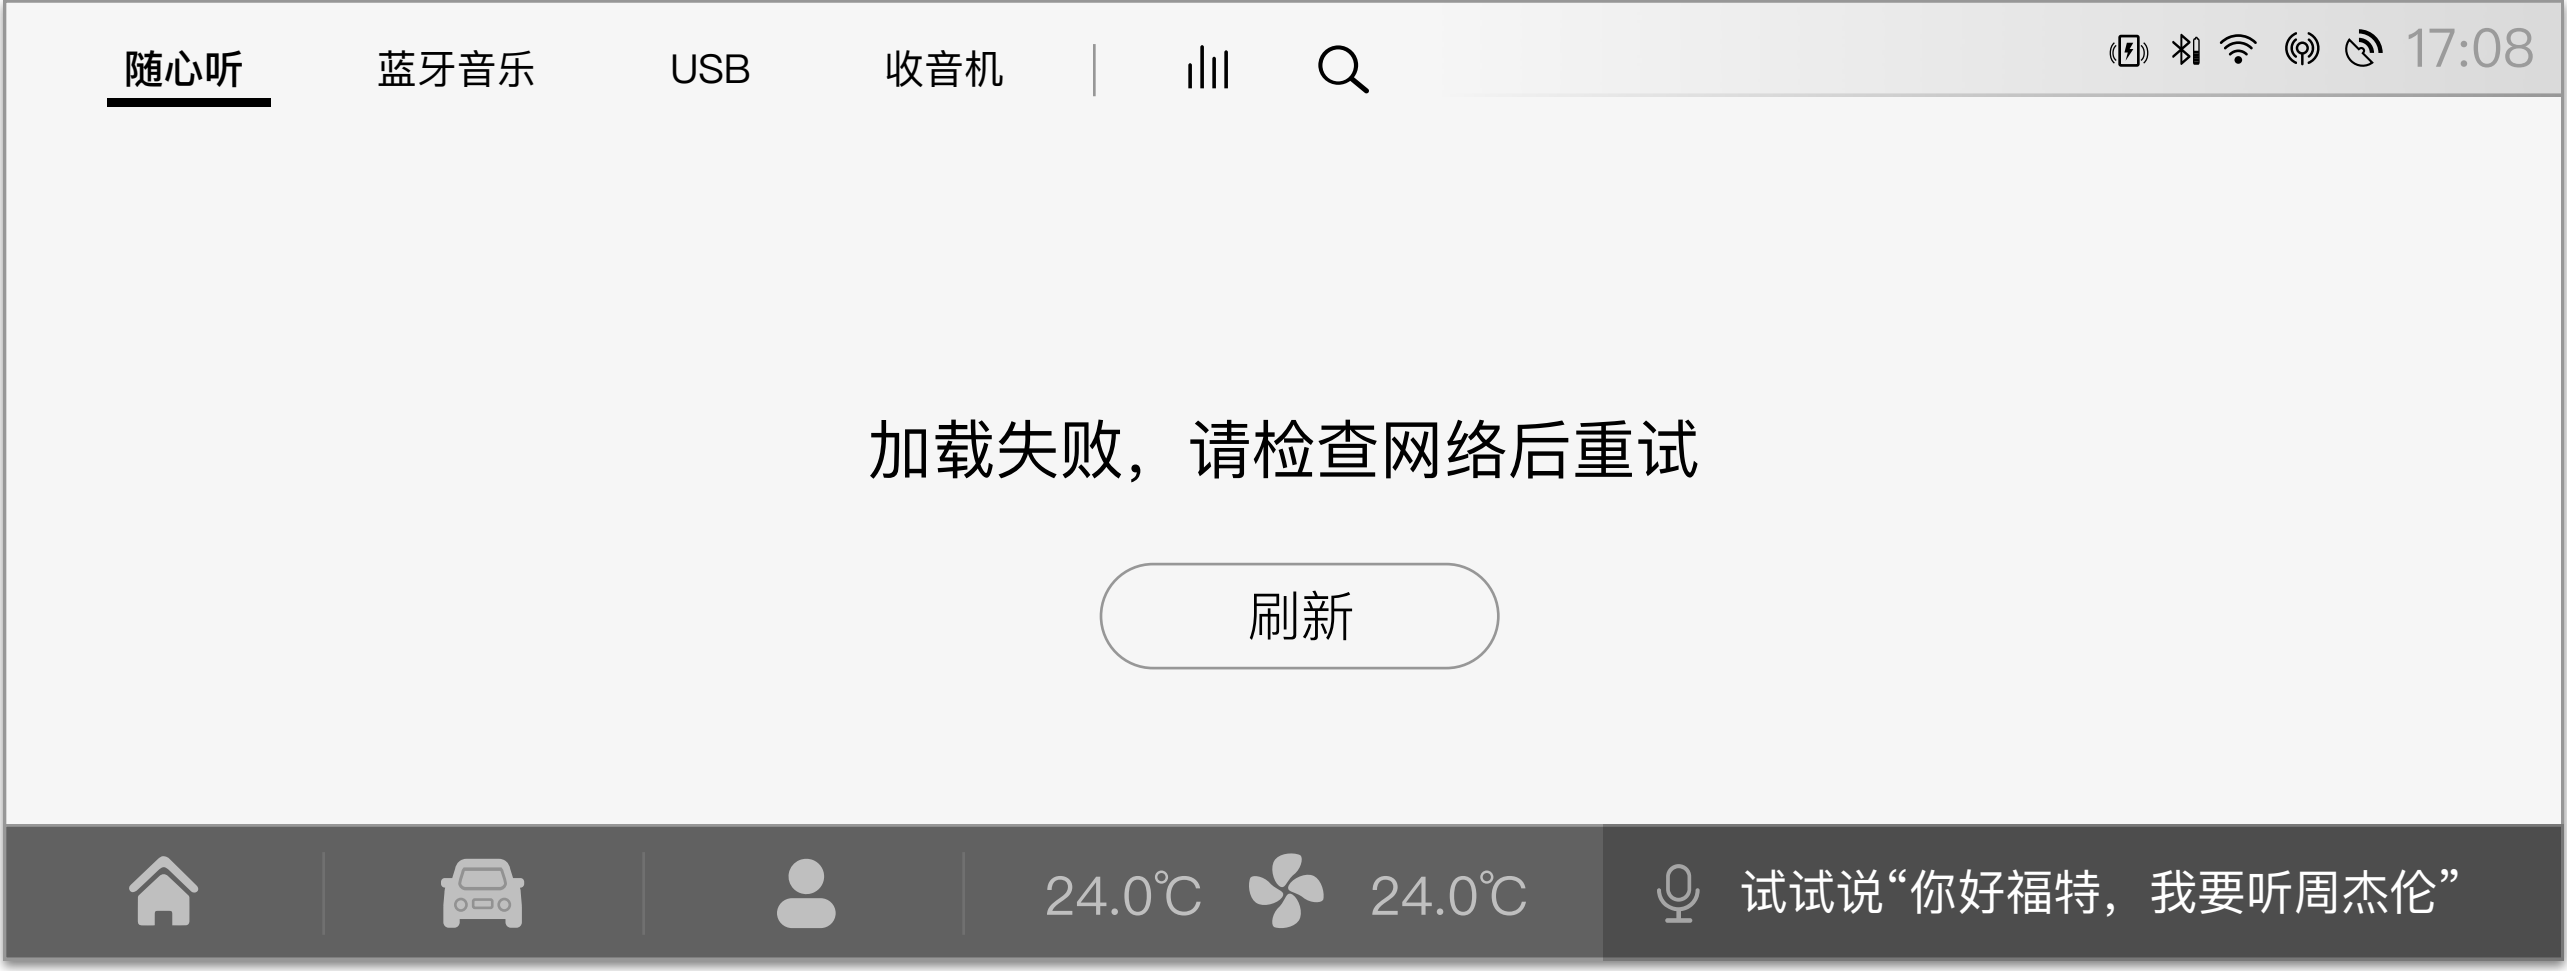 随心听 蓝牙音乐 USB 收音机 17:08
加载失败，请检查网络后重试
刷新
24.0℃ 24.0℃ 试试说“你好福特，我要听周杰伦”